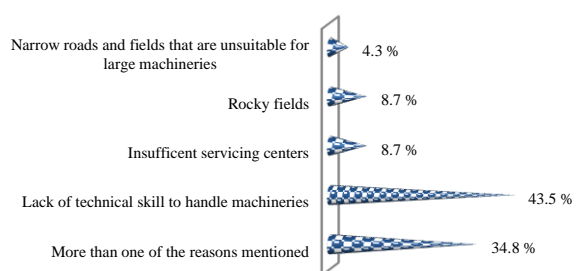 Narrow roads and fields that are unsuitable for
large machineries
4.3 %
Rocky fields
8.7 %
Insufficent servicing centers
8.7 %
Lack of technical skill to handle machineries
43.5 %
More than one of the reasons mentioned
34.8 %